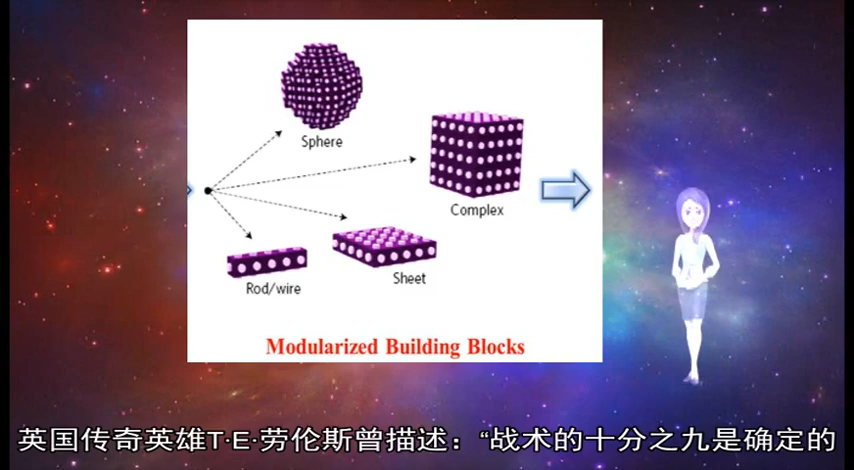 Sphere
Complex
Sheet
Rod/wire
Modularized Building Blocks
英国传奇英雄T·E·劳伦斯曾描述：“战术的十分之九是确定的